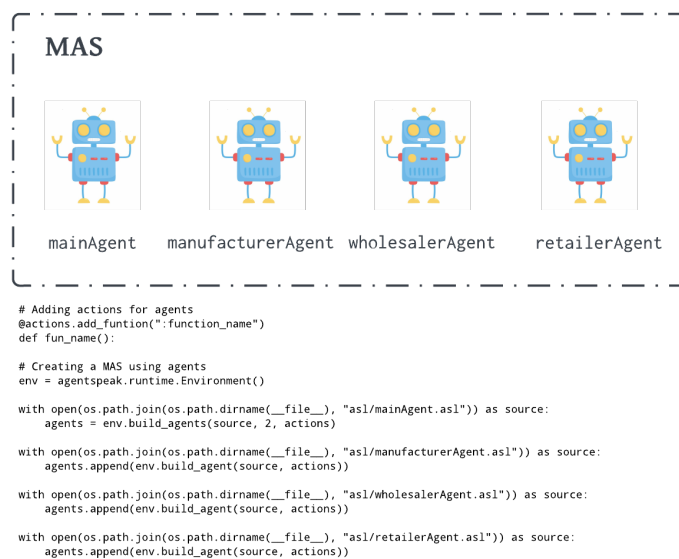 MAS
mainAgent manufacturerAgent wholesalerAgent retailerAgent
# Adding actions for agents
@actions.add_funtion(":function_name")
def fun_name():
# Creating a MAS using agents
env = agentspeak.runtime.Environment()
with open(os.path.join(os.path.dirname(__file__), "asl/mainAgent.asl")) as source:
    agents = env.build_agents(source, 2, actions)
with open(os.path.join(os.path.dirname(__file__), "asl/manufacturerAgent.asl")) as source:
    agents.append(env.build_agent(source, actions))
with open(os.path.join(os.path.dirname(__file__), "asl/wholesalerAgent.asl")) as source:
    agents.append(env.build_agent(source, actions))
with open(os.path.join(os.path.dirname(__file__), "asl/retailerAgent.asl")) as source:
    agents.append(env.build_agent(source, actions))